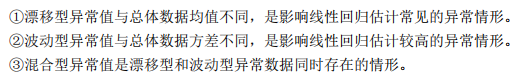 ①漂移型异常值与总体数据均值不同，是影响线性回归估计常见的异常情形。
②波动型异常值与总体数据方差不同，是影响线性回归估计较高的异常情形。
③混合型异常值是漂移型和波动型异常数据同时存在的情形。